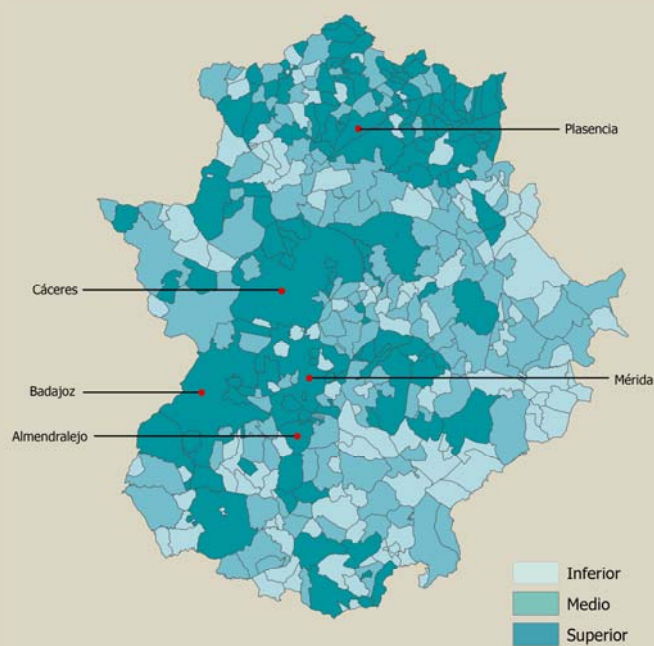 Plasencia
Cáceres
Mérida
Badajoz
Almendralejo
Inferior
Medio
Superior